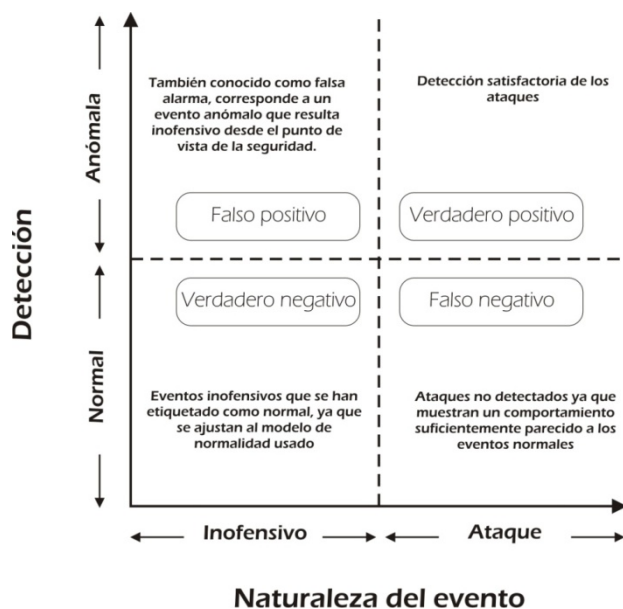 También conocido como falsa
alarma, corresponde a un
evento anómalo que resulta
inofensivo desde el punto de
vista de la seguridad.
Detección satisfactoria de los
ataques
Anómala
Falso positivo
Verdadero positivo
Detección
Verdadero negativo
Falso negativo
Normal
Eventos inofensivos que se han
etiquetado como normal, ya que
se ajustan al modelo de
normalidad usado
Ataques no detectados ya que
muestran un comportamiento
suficientemente parecido a los
eventos normales
Inofensivo
Ataque
Naturaleza del evento